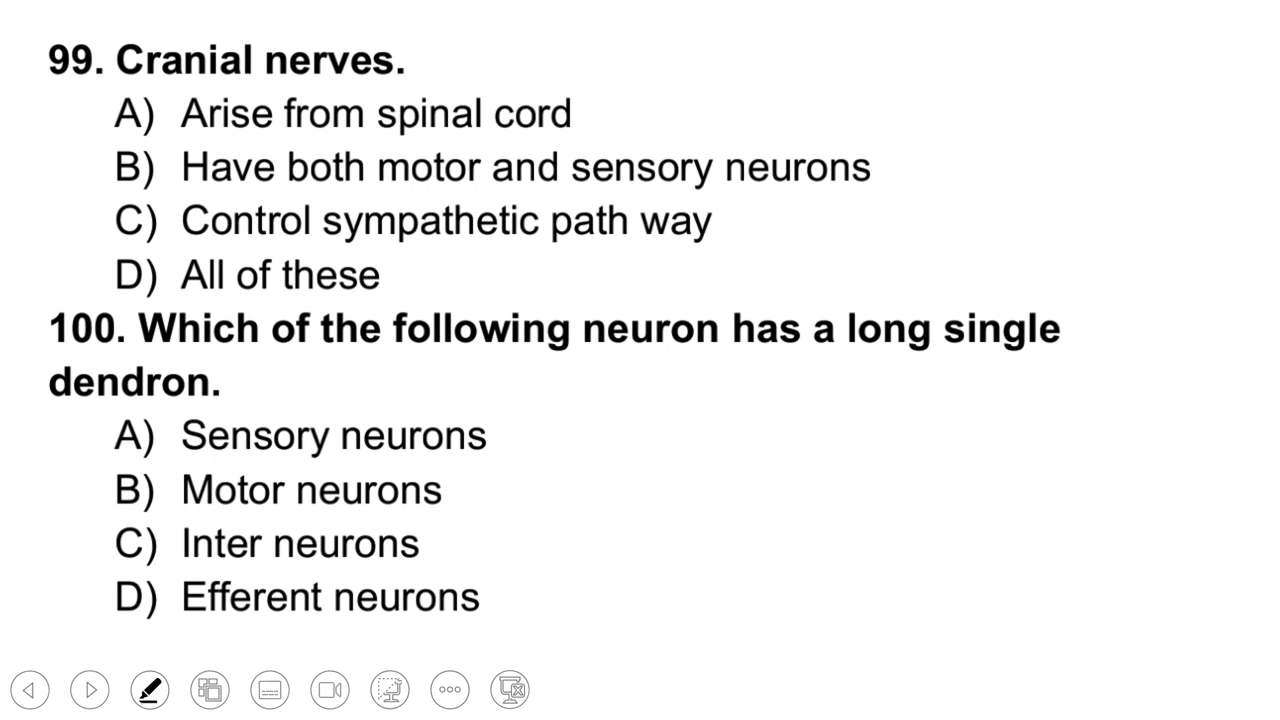 99. Cranial nerves.
A) Arise from spinal cord
B) Have both motor and sensory neurons
C) Control sympathetic path way
D) All of these
100. Which of the following neuron has a long single
dendron.
A) Sensory neurons
B) Motor neurons
C) Inter neurons
D) Efferent neurons